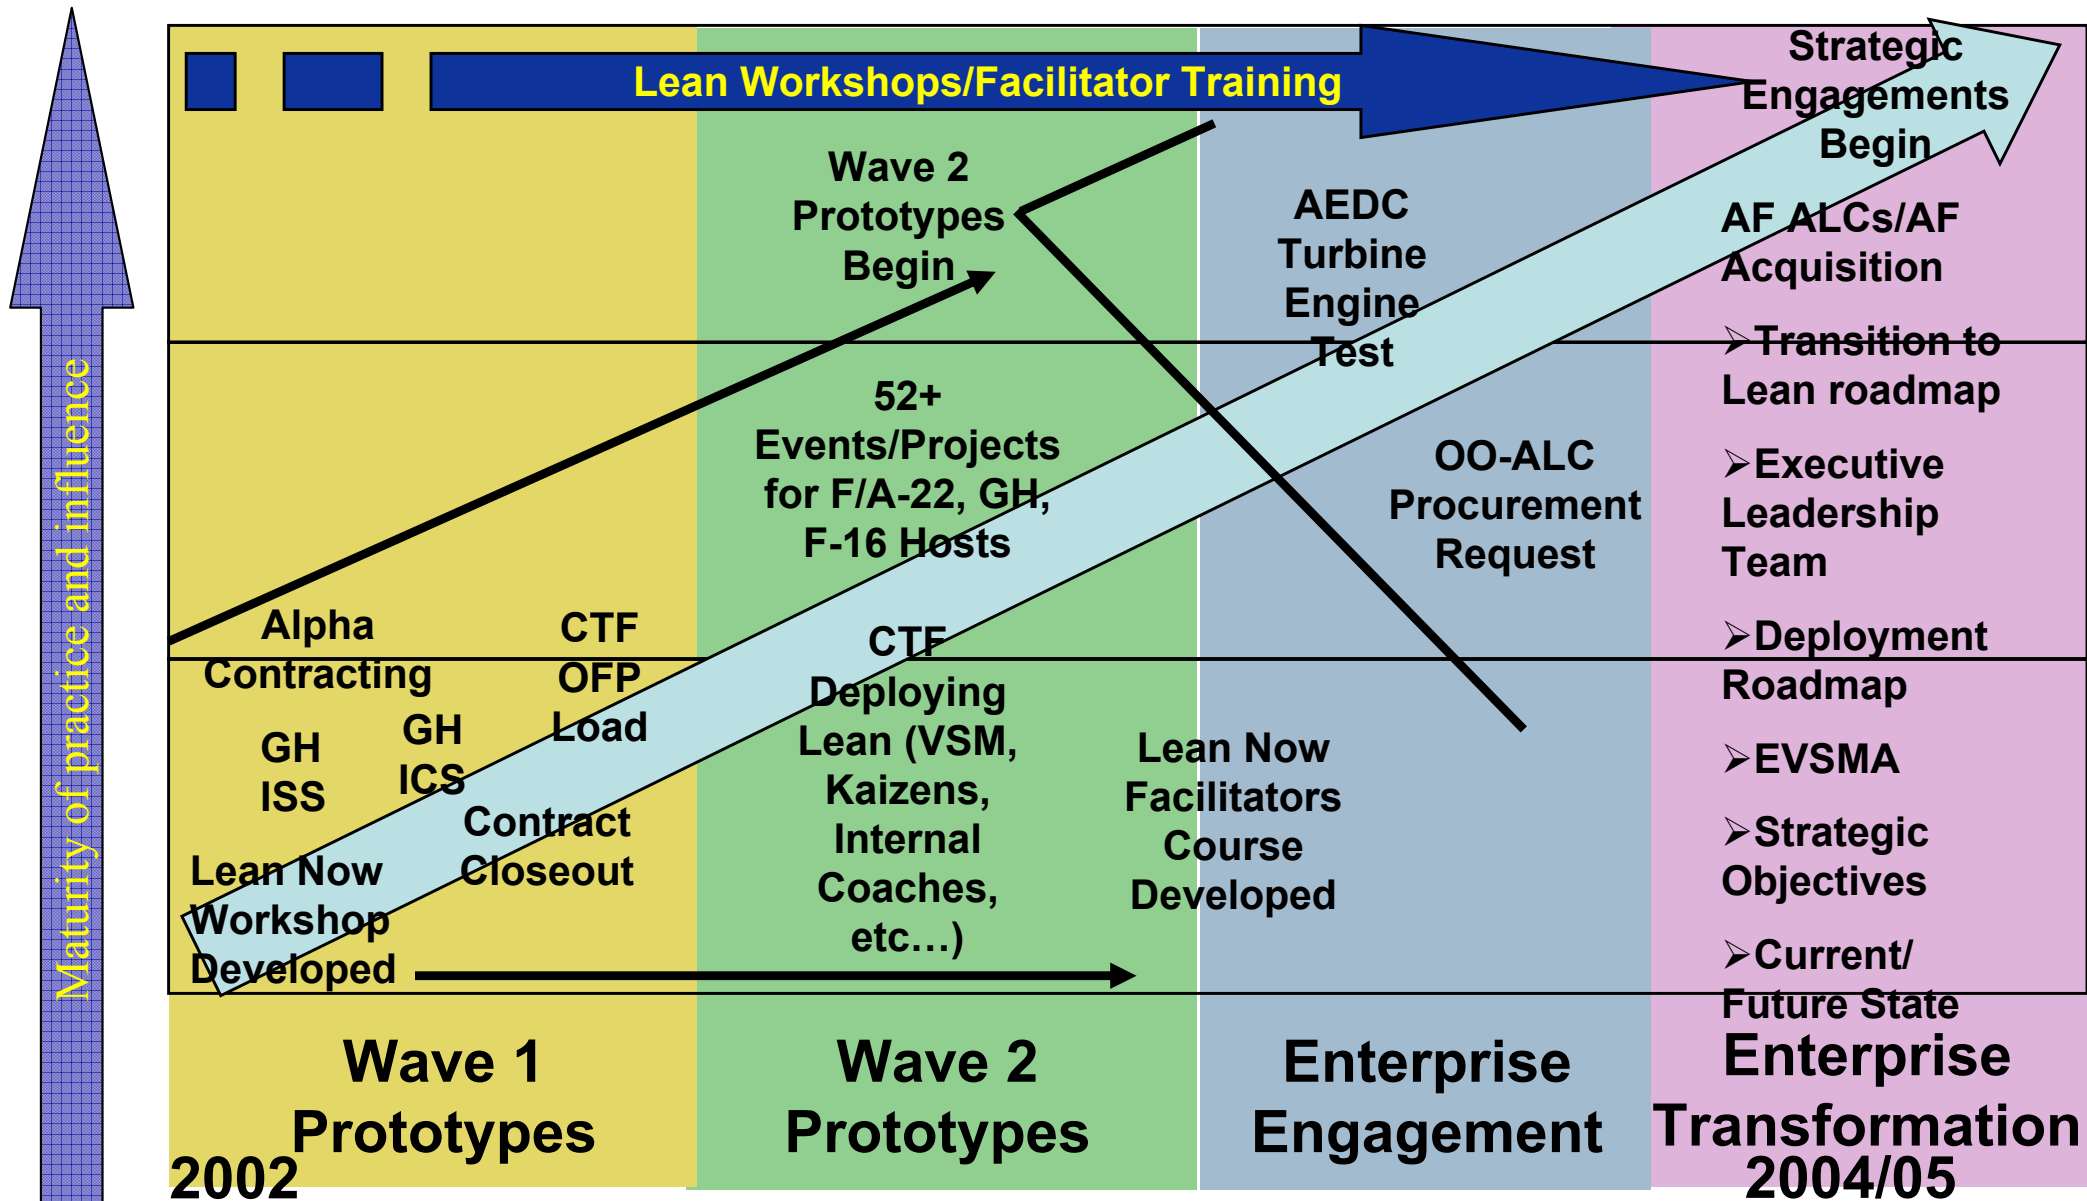 Maturity of practice and influence
Lean Workshops/Facilitator Training
Alpha
Contracting
CTF
OFP
Load
GH
ISS
GH
ICS
Contract
Closeout
Lean Now
Workshop
Developed
Wave 2
Prototypes
Begin
52+
Events/Projects
for F/A-22, GH,
F-16 Hosts
CTF
Deploying
Lean (VSM,
Kaizens,
Internal
Coaches,
etc…)
AEDC
Turbine
Engine
Test
OO-ALC
Procurement
Request
Lean Now
Facilitators
Course
Developed
Strategic
Engagements
Begin
AF ALCs/AF
Acquisition
➢Transition to
Lean roadmap
➢Executive
Leadership
Team
➢Deployment
Roadmap
➢EVSMA
➢Strategic
Objectives
➢Current/
Future State
Wave 1
Prototypes
Wave 2
Prototypes
Enterprise
Engagement
Enterprise
Transformation
2002
2004/05